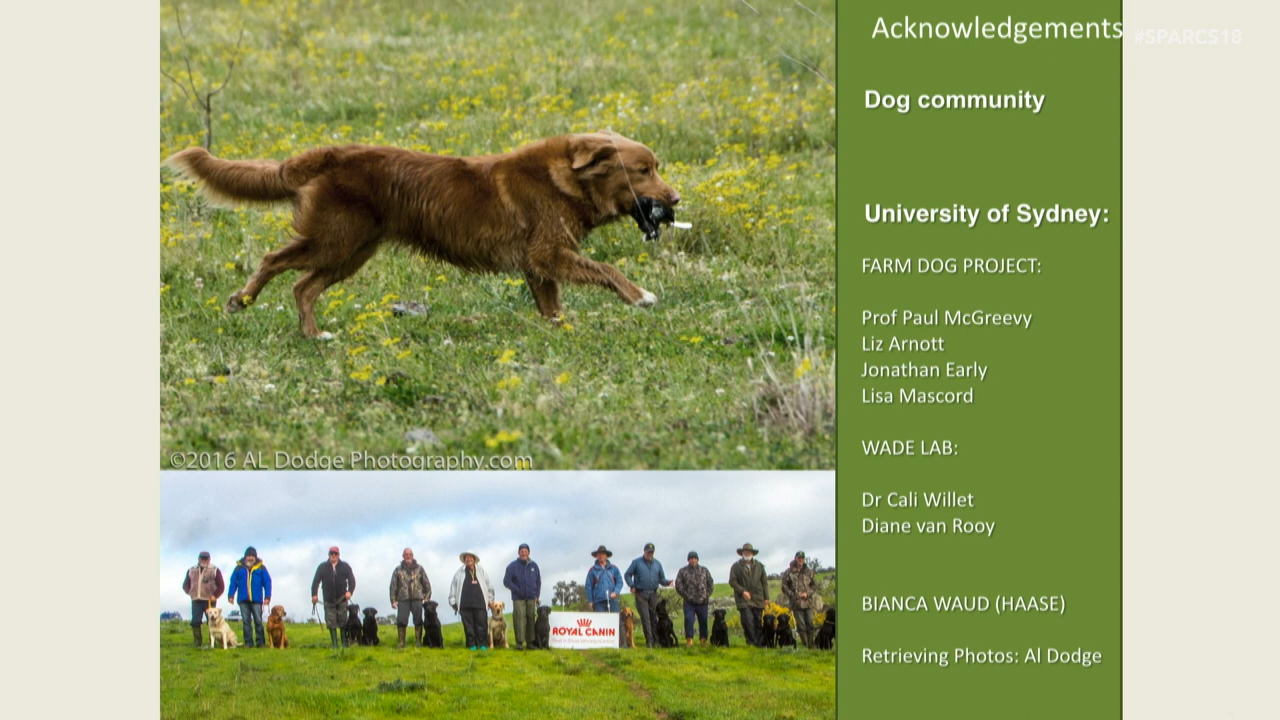 Acknowledgements
#SPARCS18
Dog community
University of Sydney:
FARM DOG PROJECT:
Prof Paul McGreevy
Liz Arnott
Jonathan Early
Lisa Mascord
WADE LAB:
Dr Cali Willet
Diane van Rooy
BIANCA WAUD (HAASE)
Retrieving Photos: Al Dodge
©2016 AL Dodge Photography.com
ROYAL CANIN